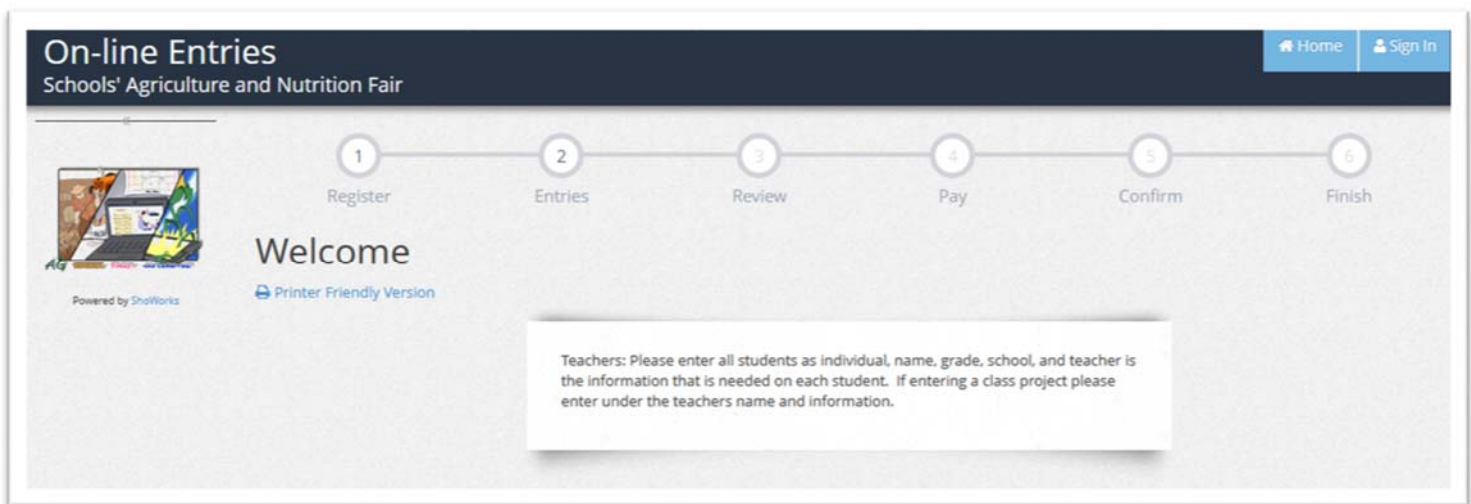 On-line Entries
Schools' Agriculture and Nutrition Fair
Home
Sign In
1
2
3
4
5
6
Register
Entries
Review
Pay
Confirm
Finish
Welcome
Printer Friendly Version
AG
Powered by ShoWorks
Teachers: Please enter all students as individual, name, grade, school, and teacher is
the information that is needed on each student. If entering a class project please
enter under the teachers name and information.